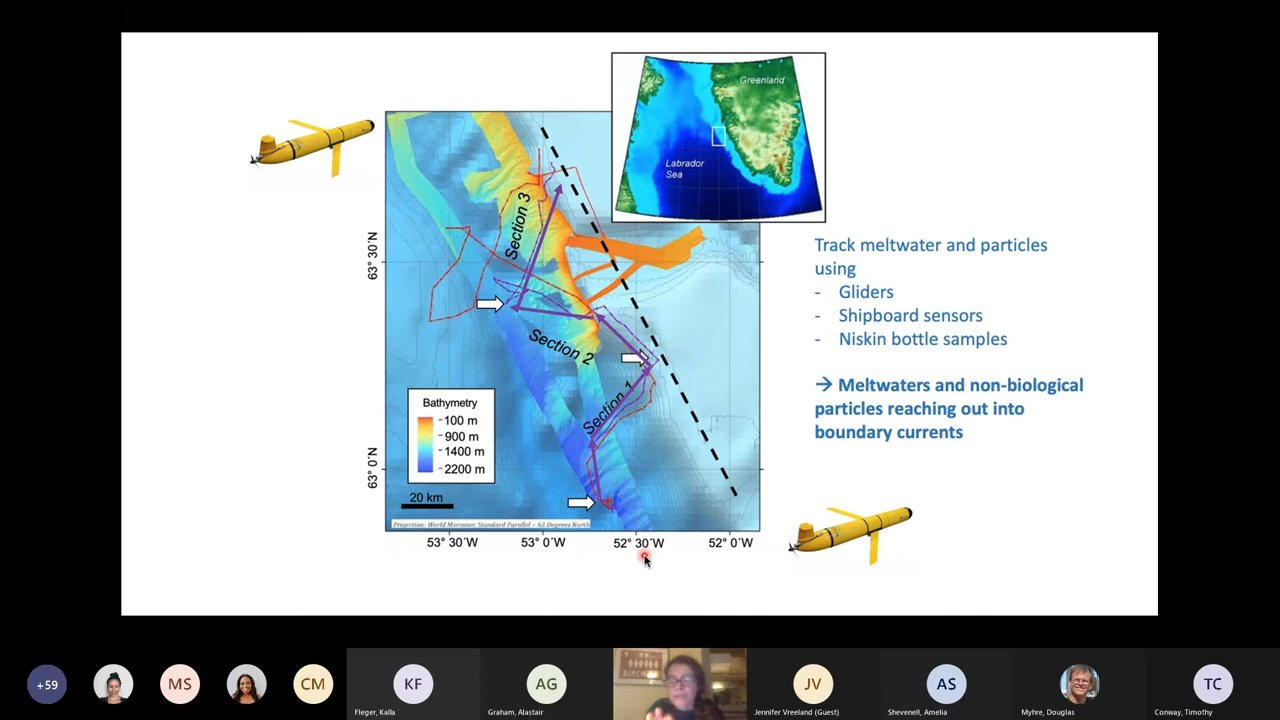 Greenland
Labrador
Sea
Section 3
Section 2
Section 1
63° 30´N
63° 0´N
Bathymetry
-100 m
-900 m
-1400 m
-2200 m
20 km
Projection: World Mercator, Standard Parallel - 63 Degrees North
53° 30´W
53° 0´W
52° 30´W
52° 0´W
Track meltwater and particles
using
- Gliders
- Shipboard sensors
- Niskin bottle samples
→ Meltwaters and non-biological
particles reaching out into
boundary currents
+59
MS
CM
KF
Fleger, Kalla
AG
Graham, Alastair
JV
Jennifer Vreeland (Guest)
AS
Shevenell, Amelia
Myhre, Douglas
TC
Conway, Timothy